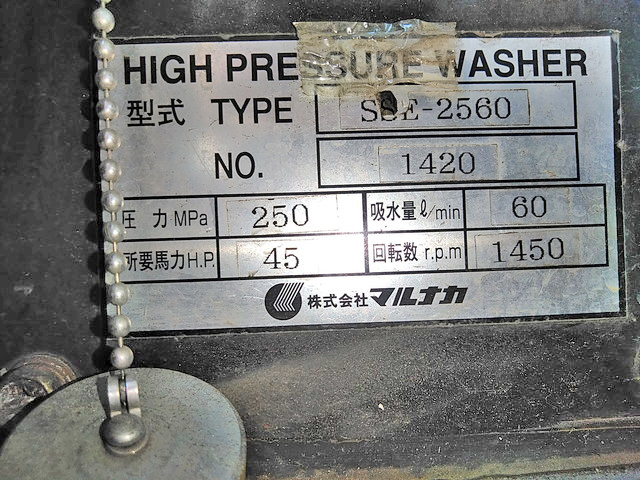 HIGH PRESSURE WASHER
型式 TYPE SSE-2560
NO. 1420
圧力 MPa 250 吸水量 ℓ/min 60
所要馬力 H.P. 45 回転数 r.p.m 1450
株式会社マルナカ